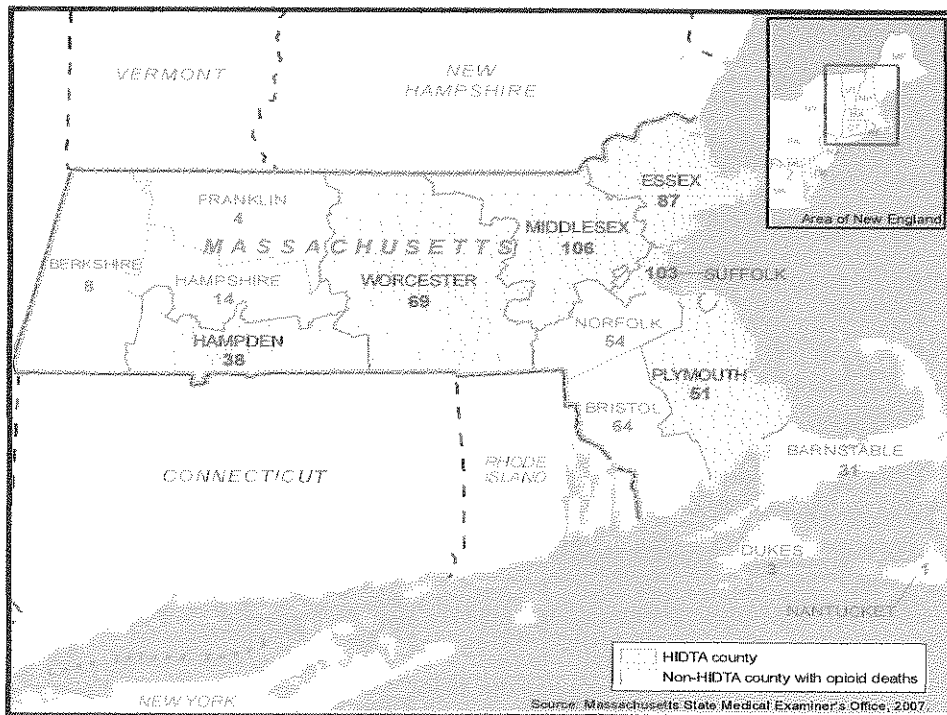 VERMONT
NEW
HAMPSHIRE
Area of New England
ESSEX
87
FRANKLIN
4
MIDDLESEX
106
MASSACHUSETTS
BERKSHIRE
8
HAMPSHIRE
14
WORCESTER
69
103 SUFFOLK
NORFOLK
54
HAMPDEN
38
PLYMOUTH
51
BRISTOL
64
BARNSTABLE
31
CONNECTICUT
RHODE
ISLAND
DUKES
NANTUCKET
NEW YORK
HIDTA county
Non-HIDTA county with opioid deaths
Source: Massachusetts State Medical Examiner's Office, 2007.